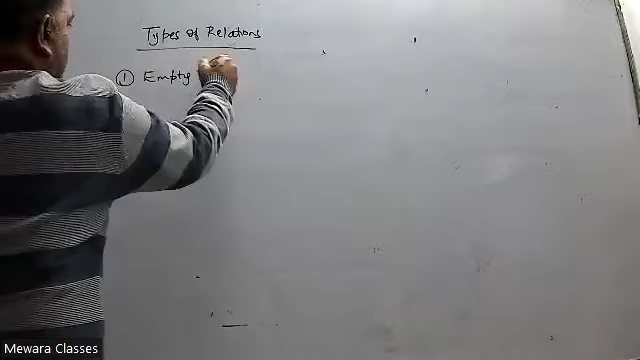 Types of Relations
① Empty
Mewara Classes